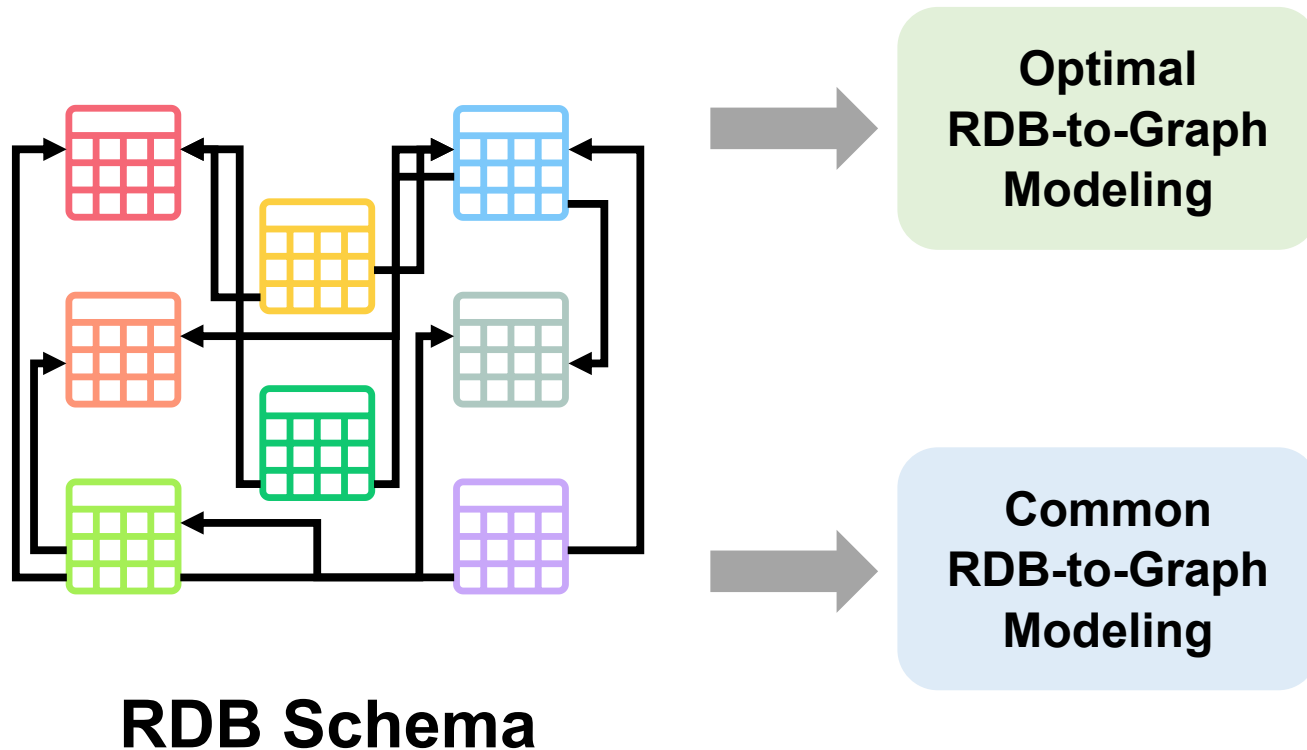 Optimal
RDB-to-Graph
Modeling
Common
RDB-to-Graph
Modeling
RDB Schema